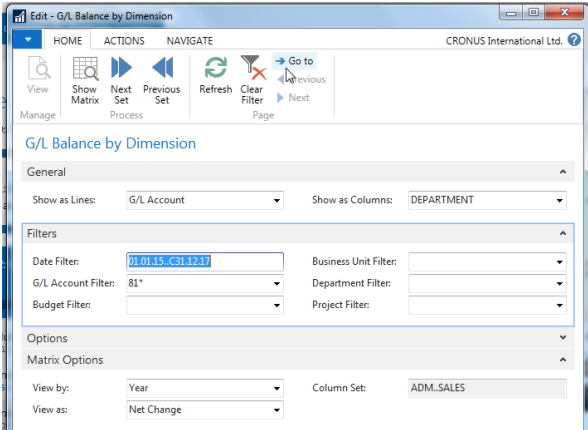 Edit - G/L Balance by Dimension
HOME ACTIONS NAVIGATE CRONUS International Ltd.
View Show Matrix Next Set Previous Set Refresh Clear Filter Go to
Previous
Next
Manage Process Page
G/L Balance by Dimension
General
Show as Lines: G/L Account Show as Columns: DEPARTMENT
Filters
Date Filter: 01.01.15..C31.12.17 Business Unit Filter:
G/L Account Filter: 81* Department Filter:
Budget Filter: Project Filter:
Options
Matrix Options
View by: Year Column Set: ADM..SALES
View as: Net Change